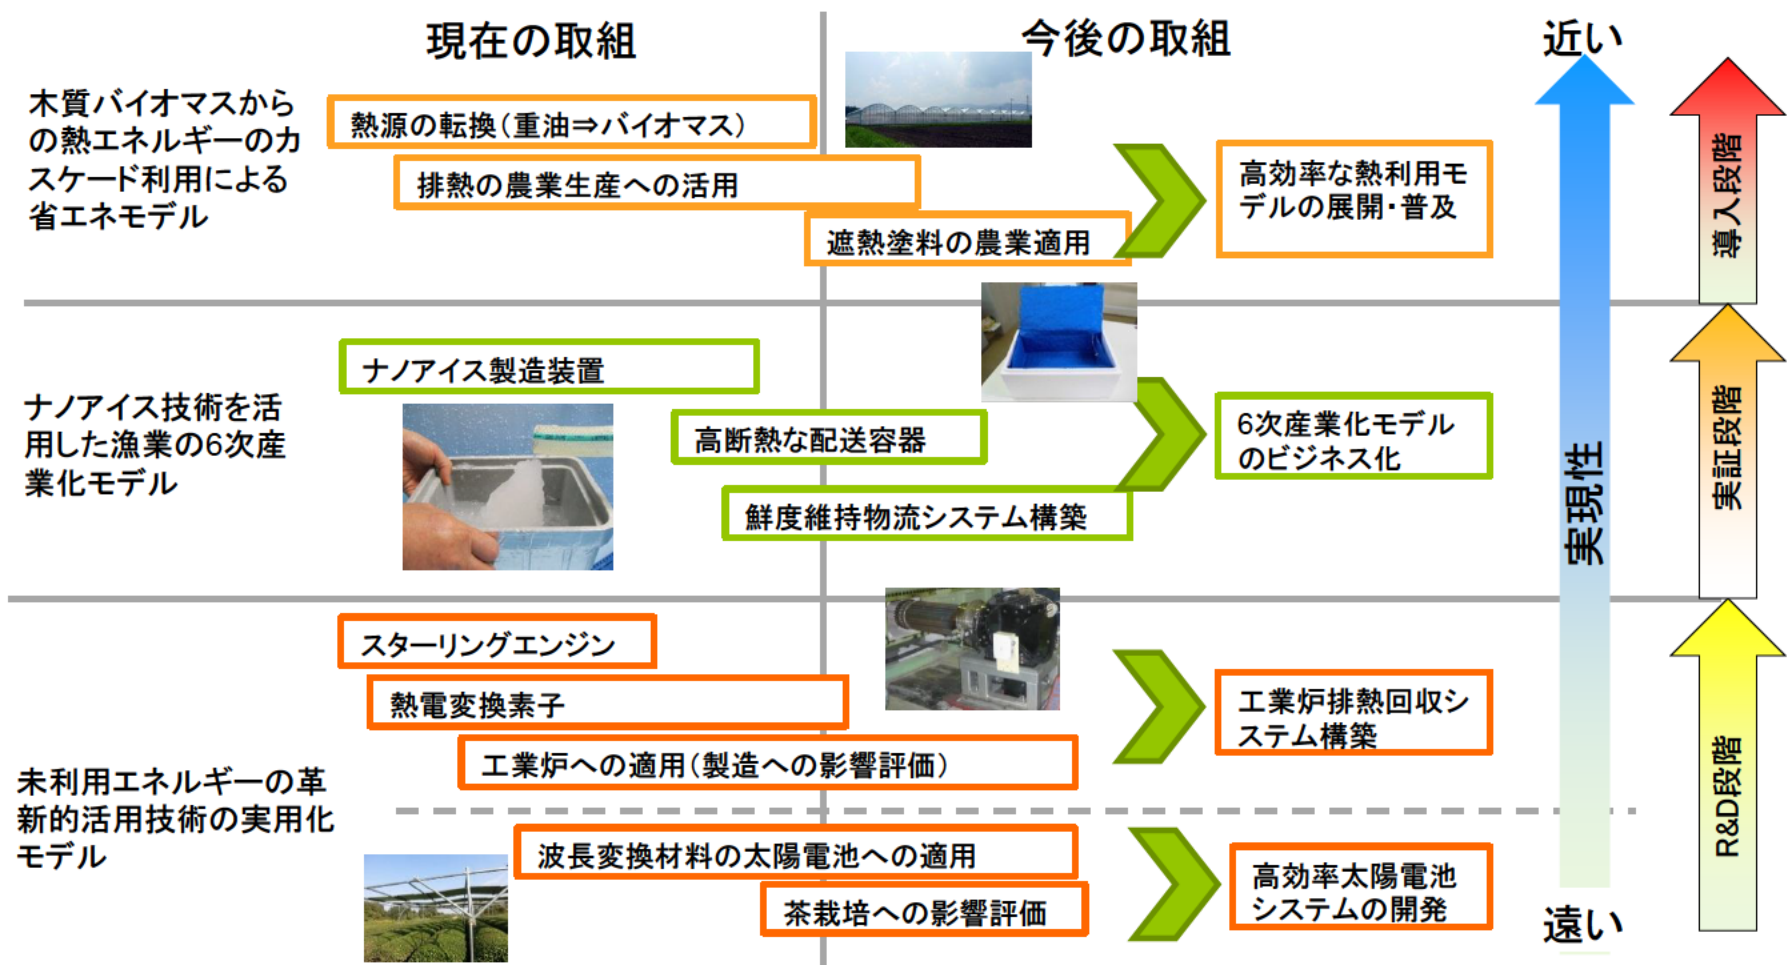 現在の取組
今後の取組
近い
木質バイオマスから
の熱エネルギーのカ
スケード利用による
省エネモデル
熱源の転換(重油⇒バイオマス)
排熱の農業生産への活用
遮熱塗料の農業適用
高効率な熱利用モ
デルの展開・普及
導入段階
ナノアイス技術を活
用した漁業の6次産
業化モデル
ナノアイス製造装置
高断熱な配送容器
鮮度維持物流システム構築
6次産業化モデル
のビジネス化
実現性
実証段階
未利用エネルギーの革
新的活用技術の実用化
モデル
スターリングエンジン
熱電変換素子
工業炉への適用(製造への影響評価)
工業炉排熱回収シ
ステム構築
波長変換材料の太陽電池への適用
茶栽培への影響評価
高効率太陽電池
システムの開発
R&D段階
遠い